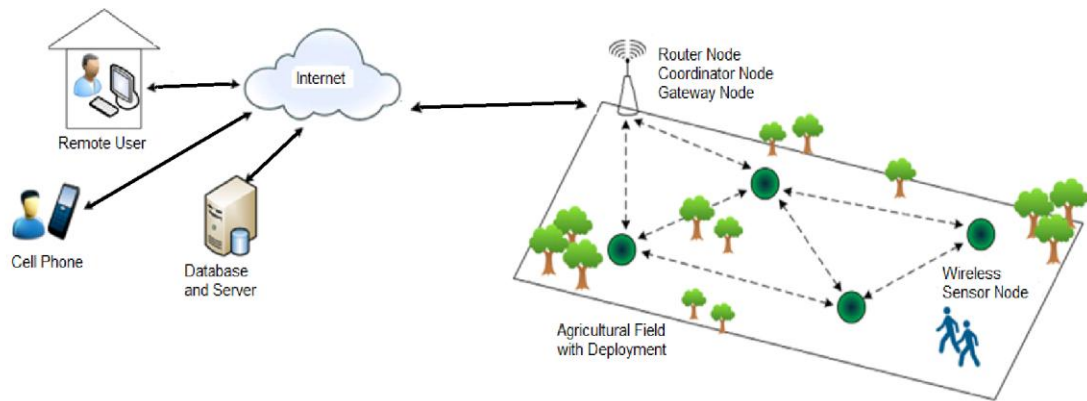 Internet
Router Node
Coordinator Node
Gateway Node
Remote User
Cell Phone
Database
and Server
Wireless
Sensor Node
Agricultural Field
with Deployment